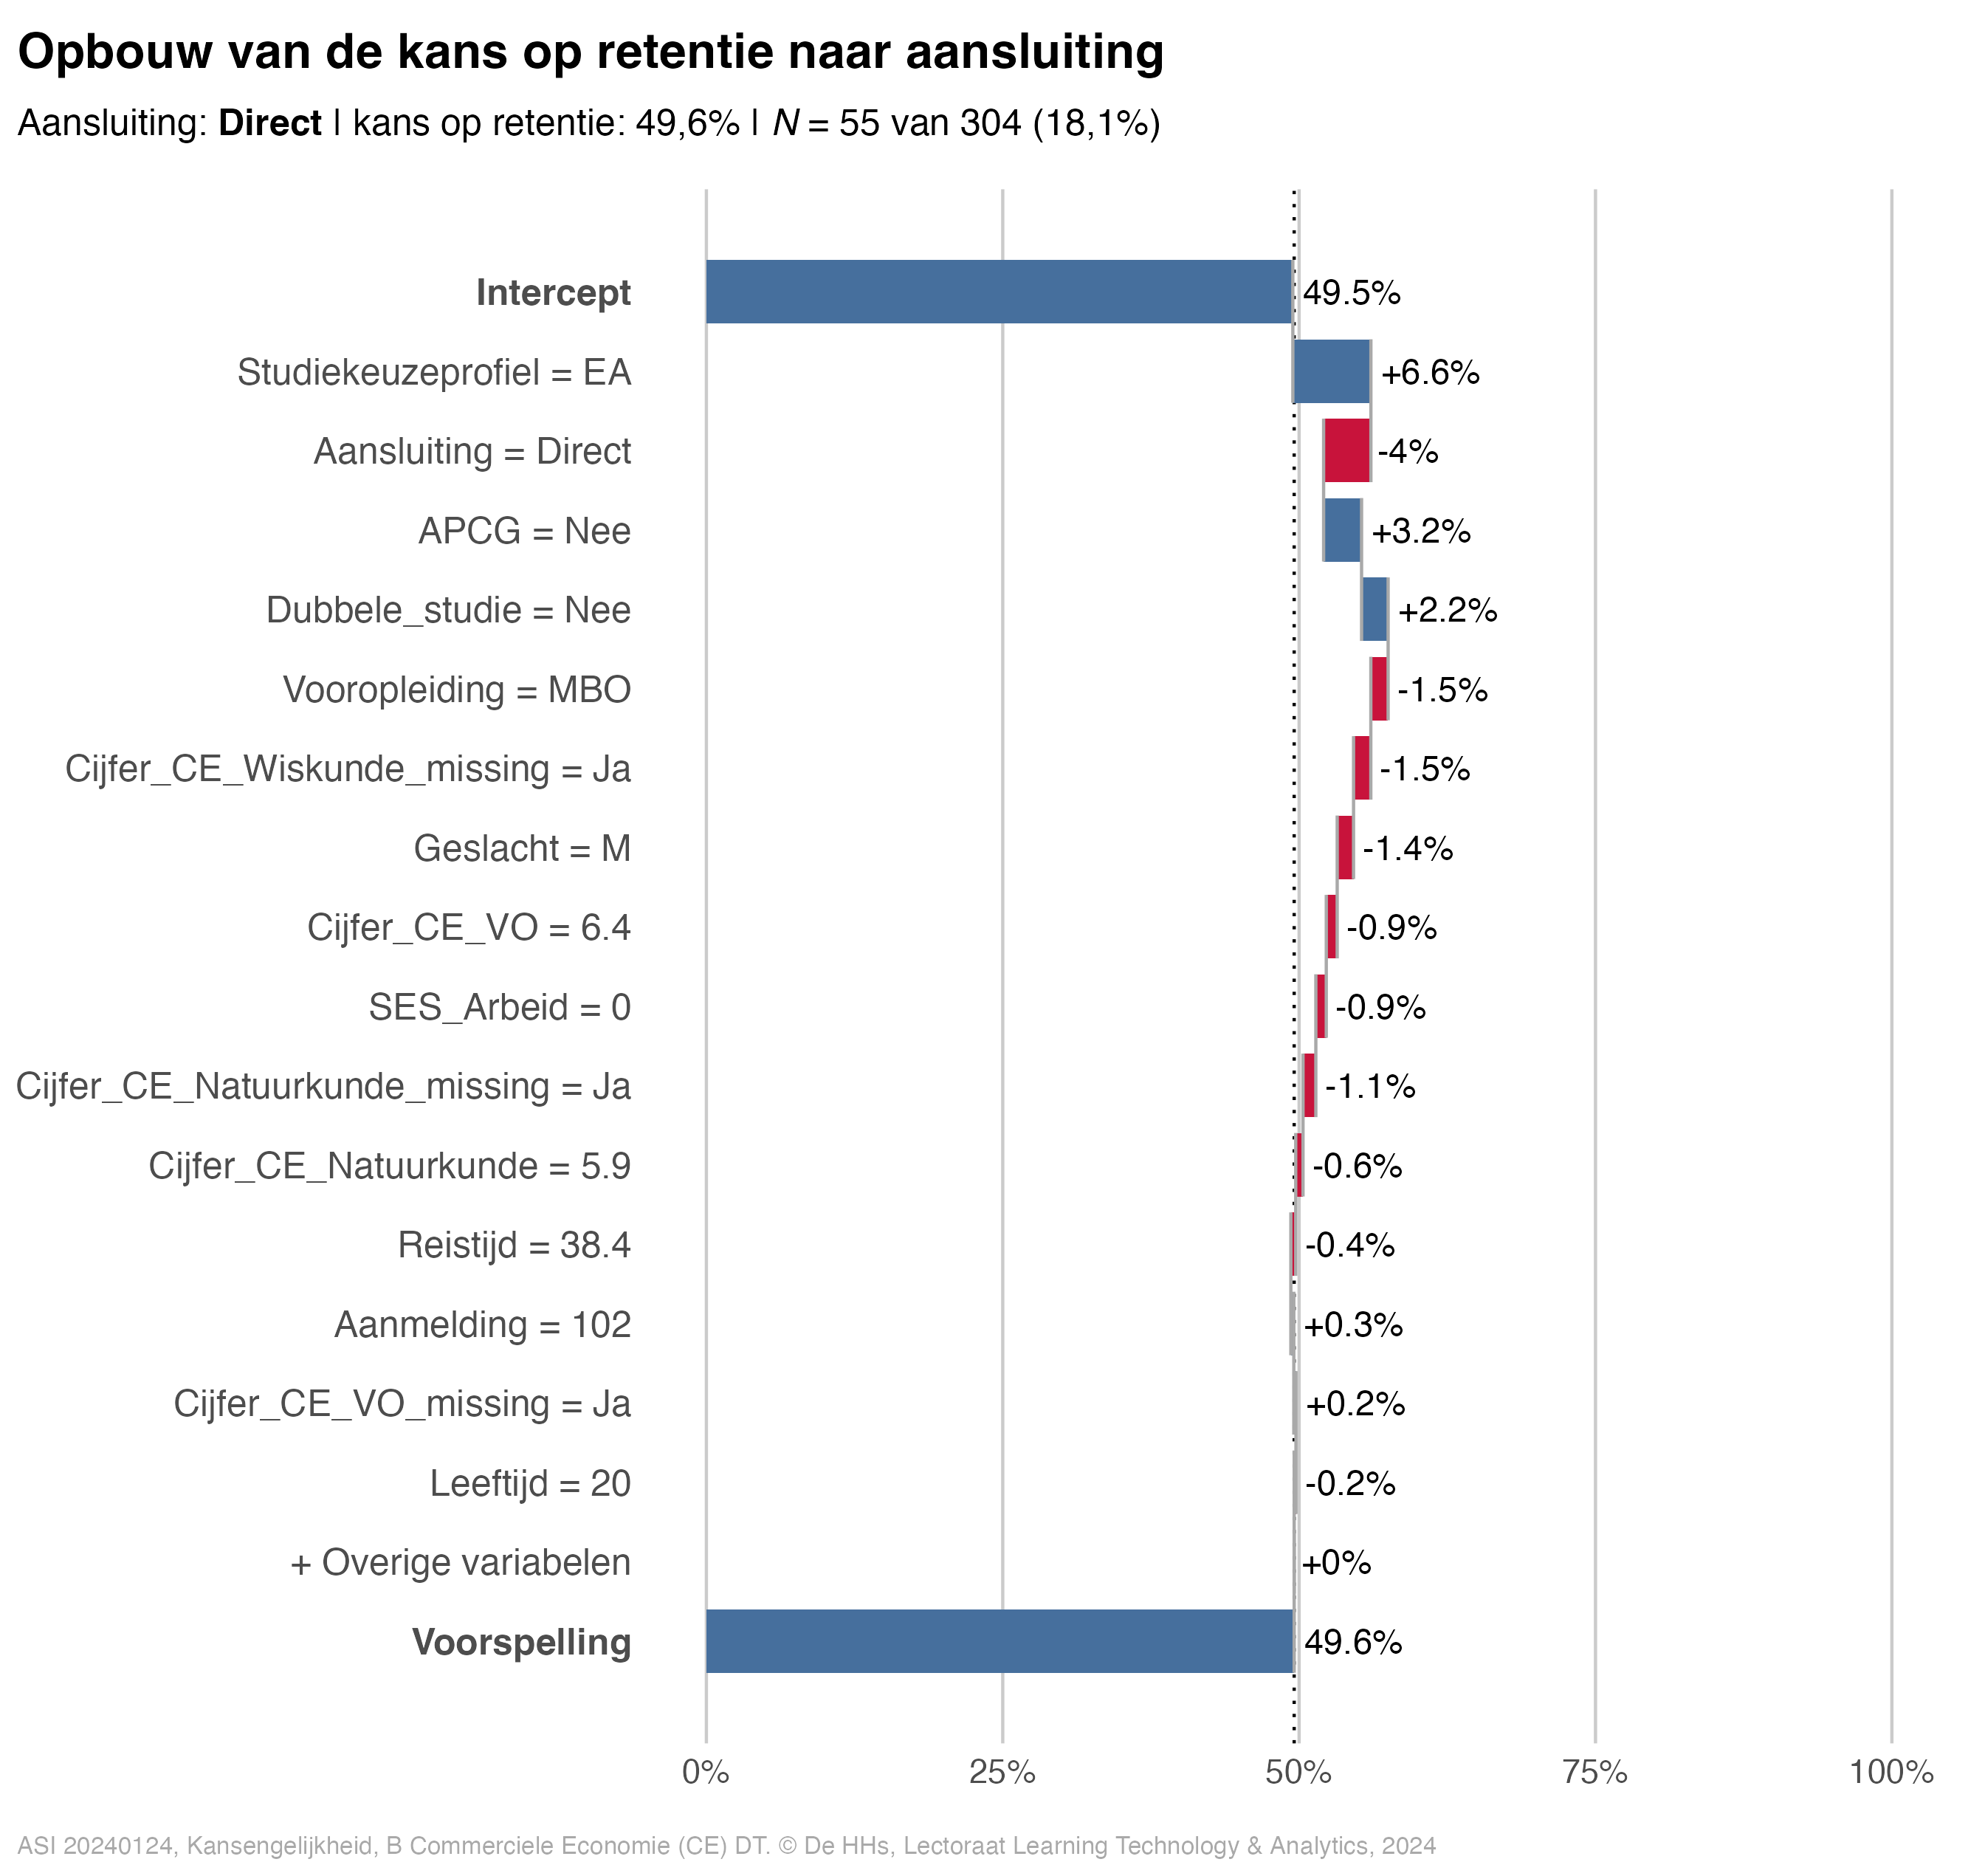 Opbouw van de kans op retentie naar aansluiting
Aansluiting: Direct | kans op retentie: 49,6% | N = 55 van 304 (18,1%)
Intercept 49.5%
Studiekeuzeprofiel = EA +6.6%
Aansluiting = Direct -4%
APCG = Nee +3.2%
Dubbele_studie = Nee +2.2%
Vooropleiding = MBO -1.5%
Cijfer_CE_Wiskunde_missing = Ja -1.5%
Geslacht = M -1.4%
Cijfer_CE_VO = 6.4 -0.9%
SES_Arbeid = 0 -0.9%
Cijfer_CE_Natuurkunde_missing = Ja -1.1%
Cijfer_CE_Natuurkunde = 5.9 -0.6%
Reistijd = 38.4 -0.4%
Aanmelding = 102 +0.3%
Cijfer_CE_VO_missing = Ja +0.2%
Leeftijd = 20 -0.2%
+ Overige variabelen +0%
Voorspelling 49.6%
0% 25% 50% 75% 100%
ASI 20240124, Kansengelijkheid, B Commerciele Economie (CE) DT. © De HHs, Lectoraat Learning Technology & Analytics, 2024